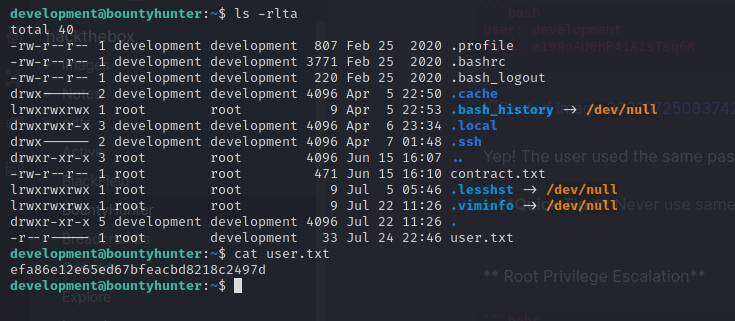 development@bountyhunter:~$ ls -rlta
total 40
-rw-r--r-- 1 development development 807 Feb 25 2020 .profile
-rw-r--r-- 1 development development 3771 Feb 25 2020 .bashrc
-rw-r--r-- 1 development development 220 Feb 25 2020 .bash_logout
drwx------ 2 development development 4096 Apr 5 22:50 .cache
lrwxrwxrwx 1 root root 9 Apr 5 22:53 .bash_history -> /dev/null
drwxrwxr-x 3 development development 4096 Apr 6 23:34 .local
drwx------ 2 development development 4096 Apr 7 01:48 .ssh
drwxr-xr-x 3 root root 4096 Jun 15 16:07 ..
-rw-r--r-- 1 root root 471 Jun 15 16:10 contract.txt
lrwxrwxrwx 1 root root 9 Jul 5 05:46 .lesshst -> /dev/null
lrwxrwxrwx 1 root root 9 Jul 22 11:26 .viminfo -> /dev/null
drwxr-xr-x 5 development development 4096 Jul 22 11:26 .
-r--r----- 1 root development 33 Jul 24 22:46 user.txt
development@bountyhunter:~$ cat user.txt
efa86e12e65ed67bfeacbd8218c2497d
development@bountyhunter:~$
hackthebox
Images
Active
BountyHunter
Explore
bash
User: development
Yep! The user used the same pas
Never use same
** Root Privilege Escalation**